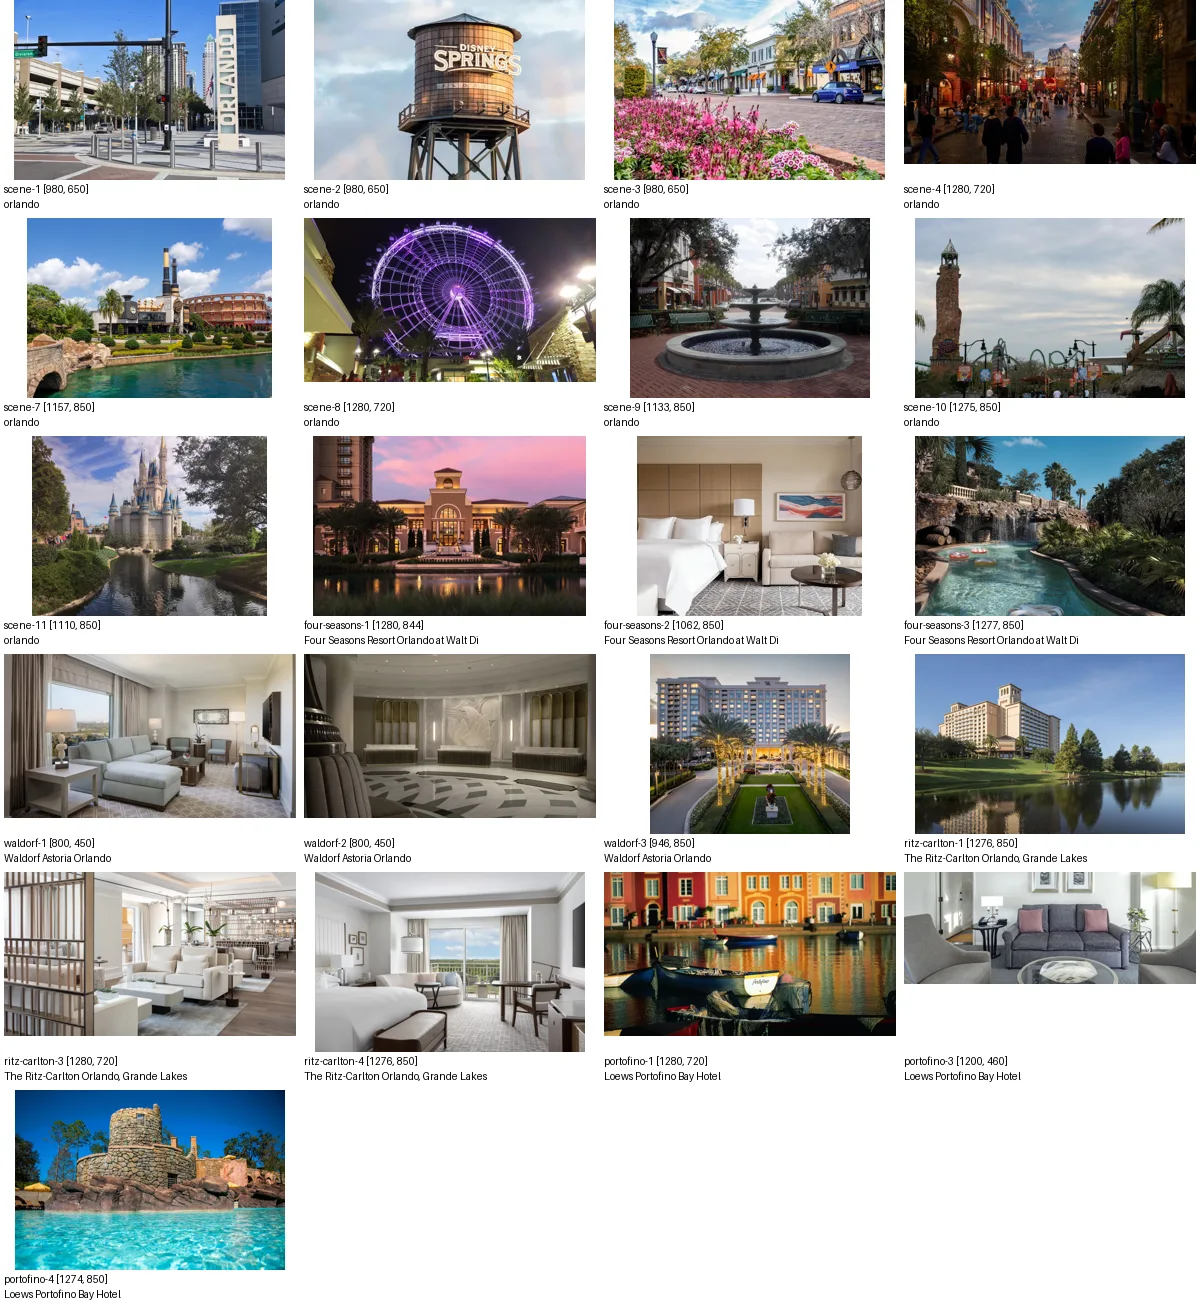 Division
ORLANDO
DISNEY
SPRINGS
scene-1 [980, 650]
orlando
scene-2 [980, 650]
orlando
scene-3 [980, 650]
orlando
scene-4 [1280, 720]
orlando
scene-7 [1157, 850]
orlando
scene-8 [1280, 720]
orlando
scene-9 [1133, 850]
orlando
scene-10 [1275, 850]
orlando
scene-11 [1110, 850]
orlando
four-seasons-1 [1280, 844]
Four Seasons Resort Orlando at Walt Di
four-seasons-2 [1062, 850]
Four Seasons Resort Orlando at Walt Di
four-seasons-3 [1277, 850]
Four Seasons Resort Orlando at Walt Di
waldorf-1 [800, 450]
Waldorf Astoria Orlando
waldorf-2 [800, 450]
Waldorf Astoria Orlando
waldorf-3 [946, 850]
Waldorf Astoria Orlando
ritz-carlton-1 [1276, 850]
The Ritz-Carlton Orlando, Grande Lakes
Portofino
ritz-carlton-3 [1280, 720]
The Ritz-Carlton Orlando, Grande Lakes
ritz-carlton-4 [1276, 850]
The Ritz-Carlton Orlando, Grande Lakes
portofino-1 [1280, 720]
Loews Portofino Bay Hotel
portofino-3 [1200, 460]
Loews Portofino Bay Hotel
portofino-4 [1274, 850]
Loews Portofino Bay Hotel